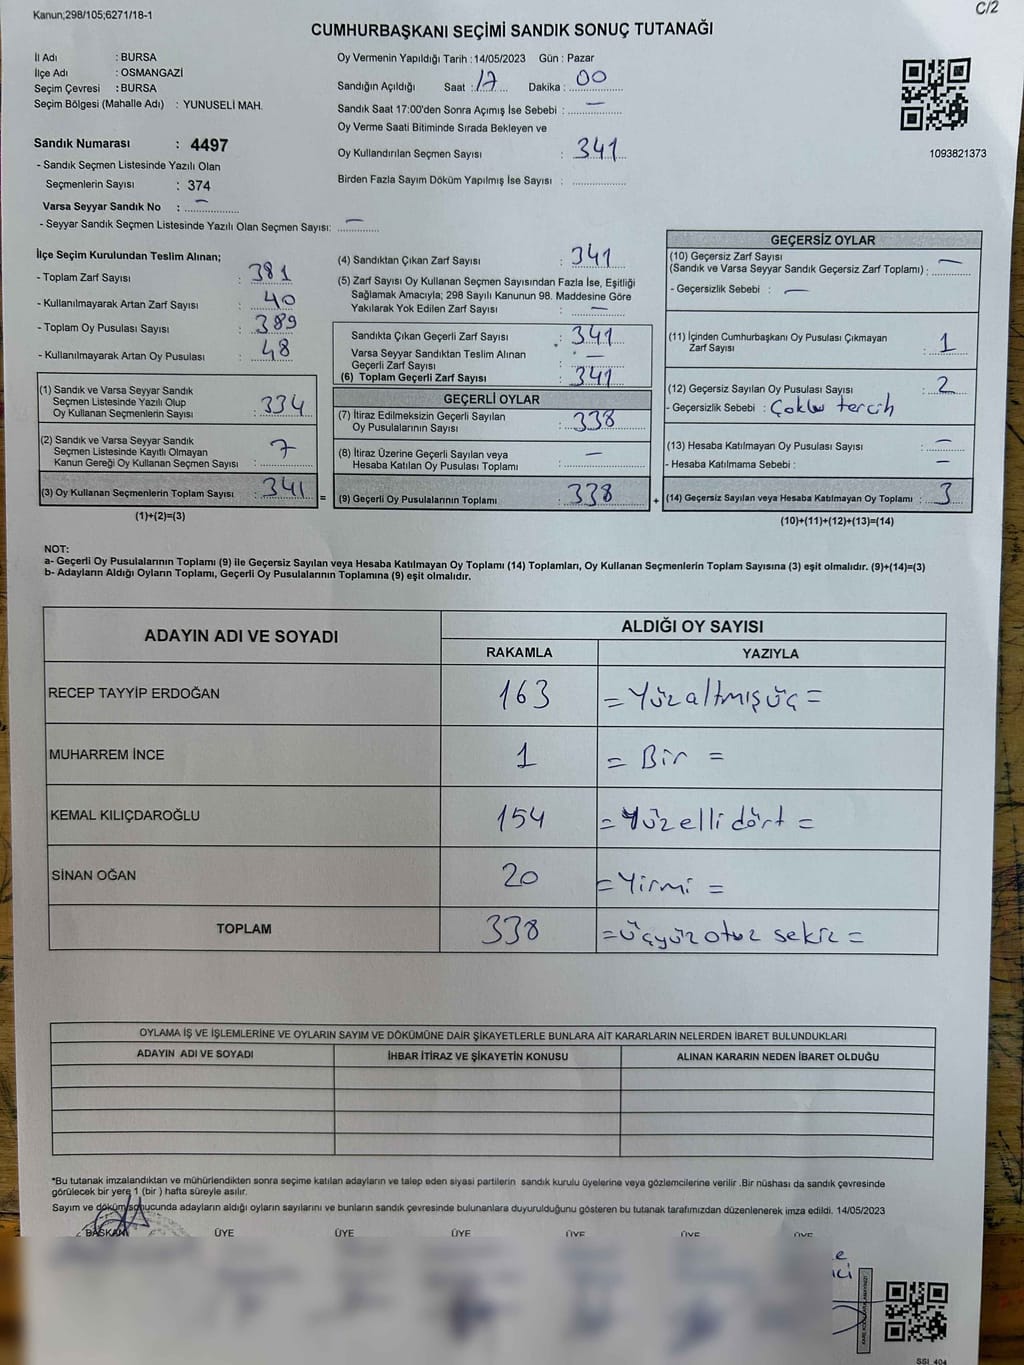 Kanun;298/105;6271/18-1
C/2
CUMHURBAŞKANI SEÇİMİ SANDIK SONUÇ TUTANAĞI
İl Adı : BURSA
İlçe Adı : OSMANGAZİ
Seçim Çevresi : BURSA
Seçim Bölgesi (Mahalle Adı) : YUNUSELİ MAH.
Sandık Numarası : 4497
- Sandık Seçmen Listesinde Yazılı Olan
Seçmenlerin Sayısı : 374
Varsa Seyyar Sandık No : —
- Seyyar Sandık Seçmen Listesinde Yazılı Olan Seçmen Sayısı: —
Oy Vermenin Yapıldığı Tarih : 14/05/2023 Gün : Pazar
Sandığın Açıldığı Saat : 17 Dakika : 00
Sandık Saat 17:00'den Sonra Açımış İse Sebebi : —
Oy Verme Saati Bitiminde Sırada Bekleyen ve
Oy Kullandırılan Seçmen Sayısı : 341
Birden Fazla Sayım Döküm Yapılmış İse Sayısı :
1093821373
İlçe Seçim Kurulundan Teslim Alınan;
- Toplam Zarf Sayısı : 381
- Kullanılmayarak Artan Zarf Sayısı : 40
- Toplam Oy Pusulası Sayısı : 389
- Kullanılmayarak Artan Oy Pusulası : 48
(1) Sandık ve Varsa Seyyar Sandık
Seçmen Listesinde Yazılı Olup
Oy Kullanan Seçmenlerin Sayısı : 334
(2) Sandık ve Varsa Seyyar Sandık
Seçmen Listesinde Kayıtlı Olmayan
Kanun Gereği Oy Kullanan Seçmen Sayısı : 7
(3) Oy Kullanan Seçmenlerin Toplam Sayısı : 341 =
(1)+(2)=(3)
(4) Sandıktan Çıkan Zarf Sayısı : 341
(5) Zarf Sayısı Oy Kullanan Seçmen Sayısından Fazla İse, Eşitliği
Sağlamak Amacıyla; 298 Sayılı Kanunun 98. Maddesine Göre
Yakılarak Yok Edilen Zarf Sayısı : —
Sandıkta Çıkan Geçerli Zarf Sayısı : 341
Varsa Seyyar Sandıktan Teslim Alınan
Geçerli Zarf Sayısı : —
(6) Toplam Geçerli Zarf Sayısı : 341
GEÇERLİ OYLAR
(7) İtiraz Edilmeksizin Geçerli Sayılan
Oy Pusulalarının Sayısı : 338
(8) İtiraz Üzerine Geçerli Sayılan veya
Hesaba Katılan Oy Pusulası Toplamı : —
(9) Geçerli Oy Pusulalarının Toplamı : 338 +
GEÇERSİZ OYLAR
(10) Geçersiz Zarf Sayısı
(Sandık ve Varsa Seyyar Sandık Geçersiz Zarf Toplamı) : —
- Geçersizlik Sebebi : —
(11) İçinden Cumhurbaşkanı Oy Pusulası Çıkmayan
Zarf Sayısı : 1
(12) Geçersiz Sayılan Oy Pusulası Sayısı : 2
- Geçersizlik Sebebi : Çoklu tercih
(13) Hesaba Katılmayan Oy Pusulası Sayısı : —
- Hesaba Katılmama Sebebi : —
(14) Geçersiz Sayılan veya Hesaba Katılmayan Oy Toplamı : 3
(10)+(11)+(12)+(13)=(14)
NOT:
a- Geçerli Oy Pusulalarının Toplamı (9) ile Geçersiz Sayılan veya Hesaba Katılmayan Oy Toplamı (14) Toplamları, Oy Kullanan Seçmenlerin Toplam Sayısına (3) eşit olmalıdır. (9)+(14)=(3)
b- Adayların Aldığı Oyların Toplamı, Geçerli Oy Pusulalarının Toplamına (9) eşit olmalıdır.
ADAYIN ADI VE SOYADI
ALDIĞI OY SAYISI
RAKAMLA YAZIYLA
RECEP TAYYİP ERDOĞAN 163 = Yüzaltmışüç =
MUHARREM İNCE 1 = Bir =
KEMAL KILIÇDAROĞLU 154 = Yüzelli dört =
SİNAN OĞAN 20 = Yirmi =
TOPLAM 338 = üçyüzotuz sekiz =
OYLAMA İŞ VE İŞLEMLERİNE VE OYLARIN SAYIM VE DÖKÜMÜNE DAİR ŞİKAYETLERLE BUNLARA AİT KARARLARIN NELERDEN İBARET BULUNDUKLARI
ADAYIN ADI VE SOYADI İHBAR İTİRAZ VE ŞİKAYETİN KONUSU ALINAN KARARIN NEDEN İBARET OLDUĞU
*Bu tutanak imzalandıktan ve mühürlendikten sonra seçime katılan adayların ve talep eden siyasi partilerin sandık kurulu üyelerine veya gözlemcilerine verilir .Bir nüshası da sandık çevresinde
görülecek bir yere 1 (bir ) hafta süreyle asılır.
Sayım ve döküm sonucunda adayların aldığı oyların sayılarını ve bunların sandık çevresinde bulunanlara duyurulduğunu gösteren bu tutanak tarafımızdan düzenlenerek imza edildi. 14/05/2023
BAŞKAN ÜYE ÜYE ÜYE ÜYE ÜYE ÜYE
SSI 404